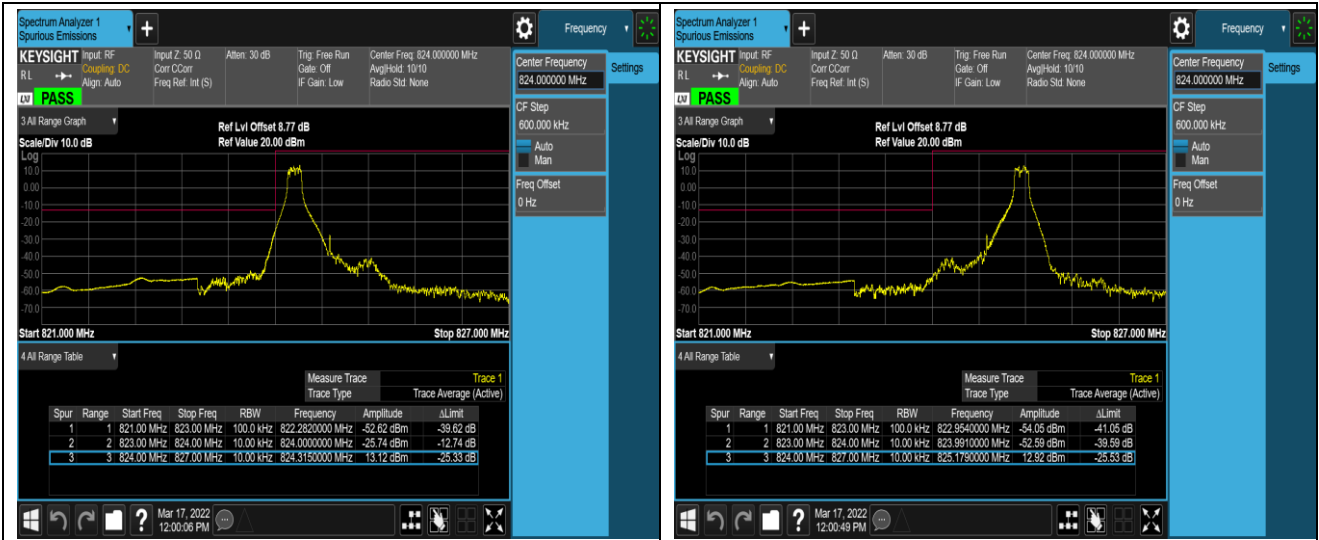 Spectrum Analyzer 1
Spurious Emissions
+
Frequency
KEYSIGHT Input: RF Input Z: 50 Ω Atten: 30 dB Trig: Free Run Center Freq: 824.000000 MHz
R L Coupling: DC Corr CCorr Gate: Off Avg|Hold: 10/10
Align: Auto Freq Ref: Int (S) IF Gain: Low Radio Std: None
LXI PASS
Center Frequency
824.000000 MHz
Settings
CF Step
600.000 kHz
Auto
Man
Freq Offset
0 Hz
3 All Range Graph
Ref Lvl Offset 8.77 dB
Scale/Div 10.0 dB Ref Value 20.00 dBm
Log
10.0
0.00
-10.0
-20.0
-30.0
-40.0
-50.0
-60.0
-70.0
Start 821.000 MHz Stop 827.000 MHz
4 All Range Table
Measure Trace Trace 1
Trace Type Trace Average (Active)
Spur Range Start Freq Stop Freq RBW Frequency Amplitude ΔLimit
1 1 821.00 MHz 823.00 MHz 100.0 kHz 822.2820000 MHz -52.62 dBm -39.62 dB
2 2 823.00 MHz 824.00 MHz 10.00 kHz 824.0000000 MHz -25.74 dBm -12.74 dB
3 3 824.00 MHz 827.00 MHz 10.00 kHz 824.3150000 MHz 13.12 dBm -25.33 dB
?
Mar 17, 2022
12:00:06 PM
Spectrum Analyzer 1
Spurious Emissions
+
Frequency
KEYSIGHT Input: RF Input Z: 50 Ω Atten: 30 dB Trig: Free Run Center Freq: 824.000000 MHz
R L Coupling: DC Corr CCorr Gate: Off Avg|Hold: 10/10
Align: Auto Freq Ref: Int (S) IF Gain: Low Radio Std: None
LXI PASS
Center Frequency
824.000000 MHz
Settings
CF Step
600.000 kHz
Auto
Man
Freq Offset
0 Hz
3 All Range Graph
Ref Lvl Offset 8.77 dB
Scale/Div 10.0 dB Ref Value 20.00 dBm
Log
10.0
0.00
-10.0
-20.0
-30.0
-40.0
-50.0
-60.0
-70.0
Start 821.000 MHz Stop 827.000 MHz
4 All Range Table
Measure Trace Trace 1
Trace Type Trace Average (Active)
Spur Range Start Freq Stop Freq RBW Frequency Amplitude ΔLimit
1 1 821.00 MHz 823.00 MHz 100.0 kHz 822.9540000 MHz -54.05 dBm -41.05 dB
2 2 823.00 MHz 824.00 MHz 10.00 kHz 823.9910000 MHz -52.59 dBm -39.59 dB
3 3 824.00 MHz 827.00 MHz 10.00 kHz 825.1790000 MHz 12.92 dBm -25.53 dB
?
Mar 17, 2022
12:00:49 PM